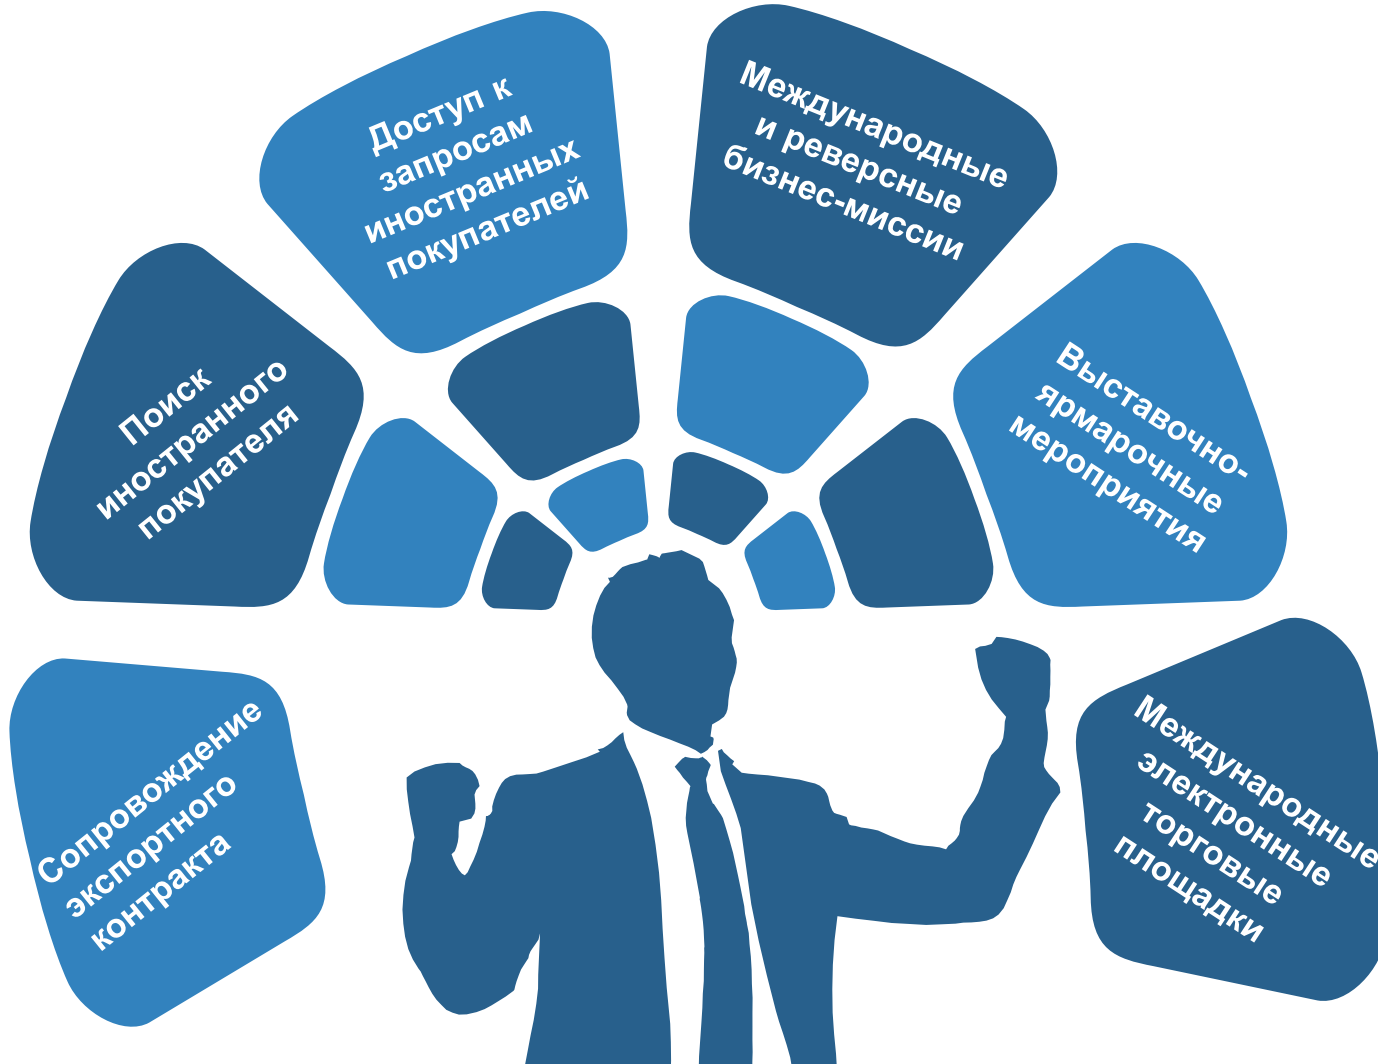 Доступ к
запросам
иностранных
покупателей
Международные
и реверсные
бизнес-миссии
Поиск
иностранного
покупателя
Выставочно-
ярмарочные
мероприятия
Сопровождение
экспортного
контракта
Международные
электронные
торговые
площадки